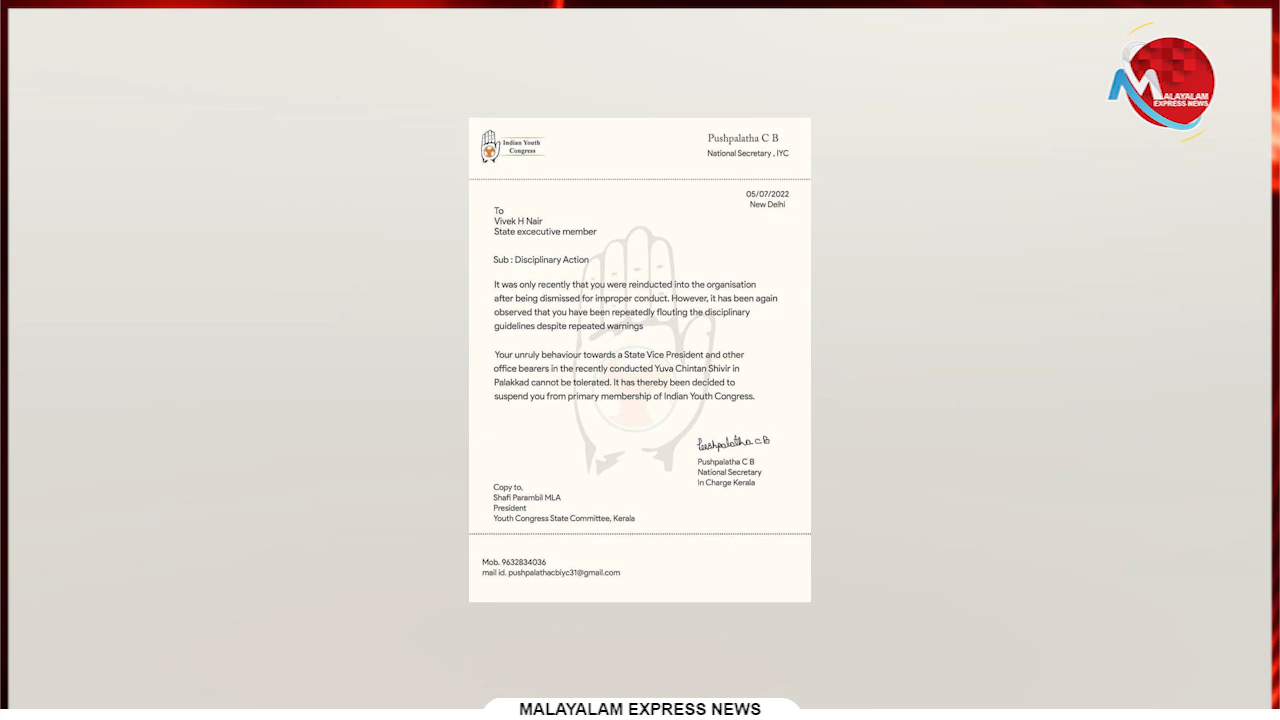 MALAYALAM
EXPRESS NEWS
Indian Youth
Congress
Pushpalatha C B
National Secretary , IYC
05/07/2022
New Delhi
To
Vivek H Nair
State excecutive member
Sub : Disciplinary Action
It was only recently that you were reinducted into the organisation
after being dismissed for improper conduct. However, it has been again
observed that you have been repeatedly flouting the disciplinary
guidelines despite repeated warnings
Your unruly behaviour towards a State Vice President and other
office bearers in the recently conducted Yuva Chintan Shivir in
Palakkad cannot be tolerated. It has thereby been decided to
suspend you from primary membership of Indian Youth Congress.
Pushpalatha C B
Pushpalatha C B
National Secretary
In Charge Kerala
Copy to,
Shafi Parambil MLA
President
Youth Congress State Committee, Kerala
Mob. 9632834036
mail id. pushpalathacbiyc31@gmail.com
MALAYALAM EXPRESS NEWS